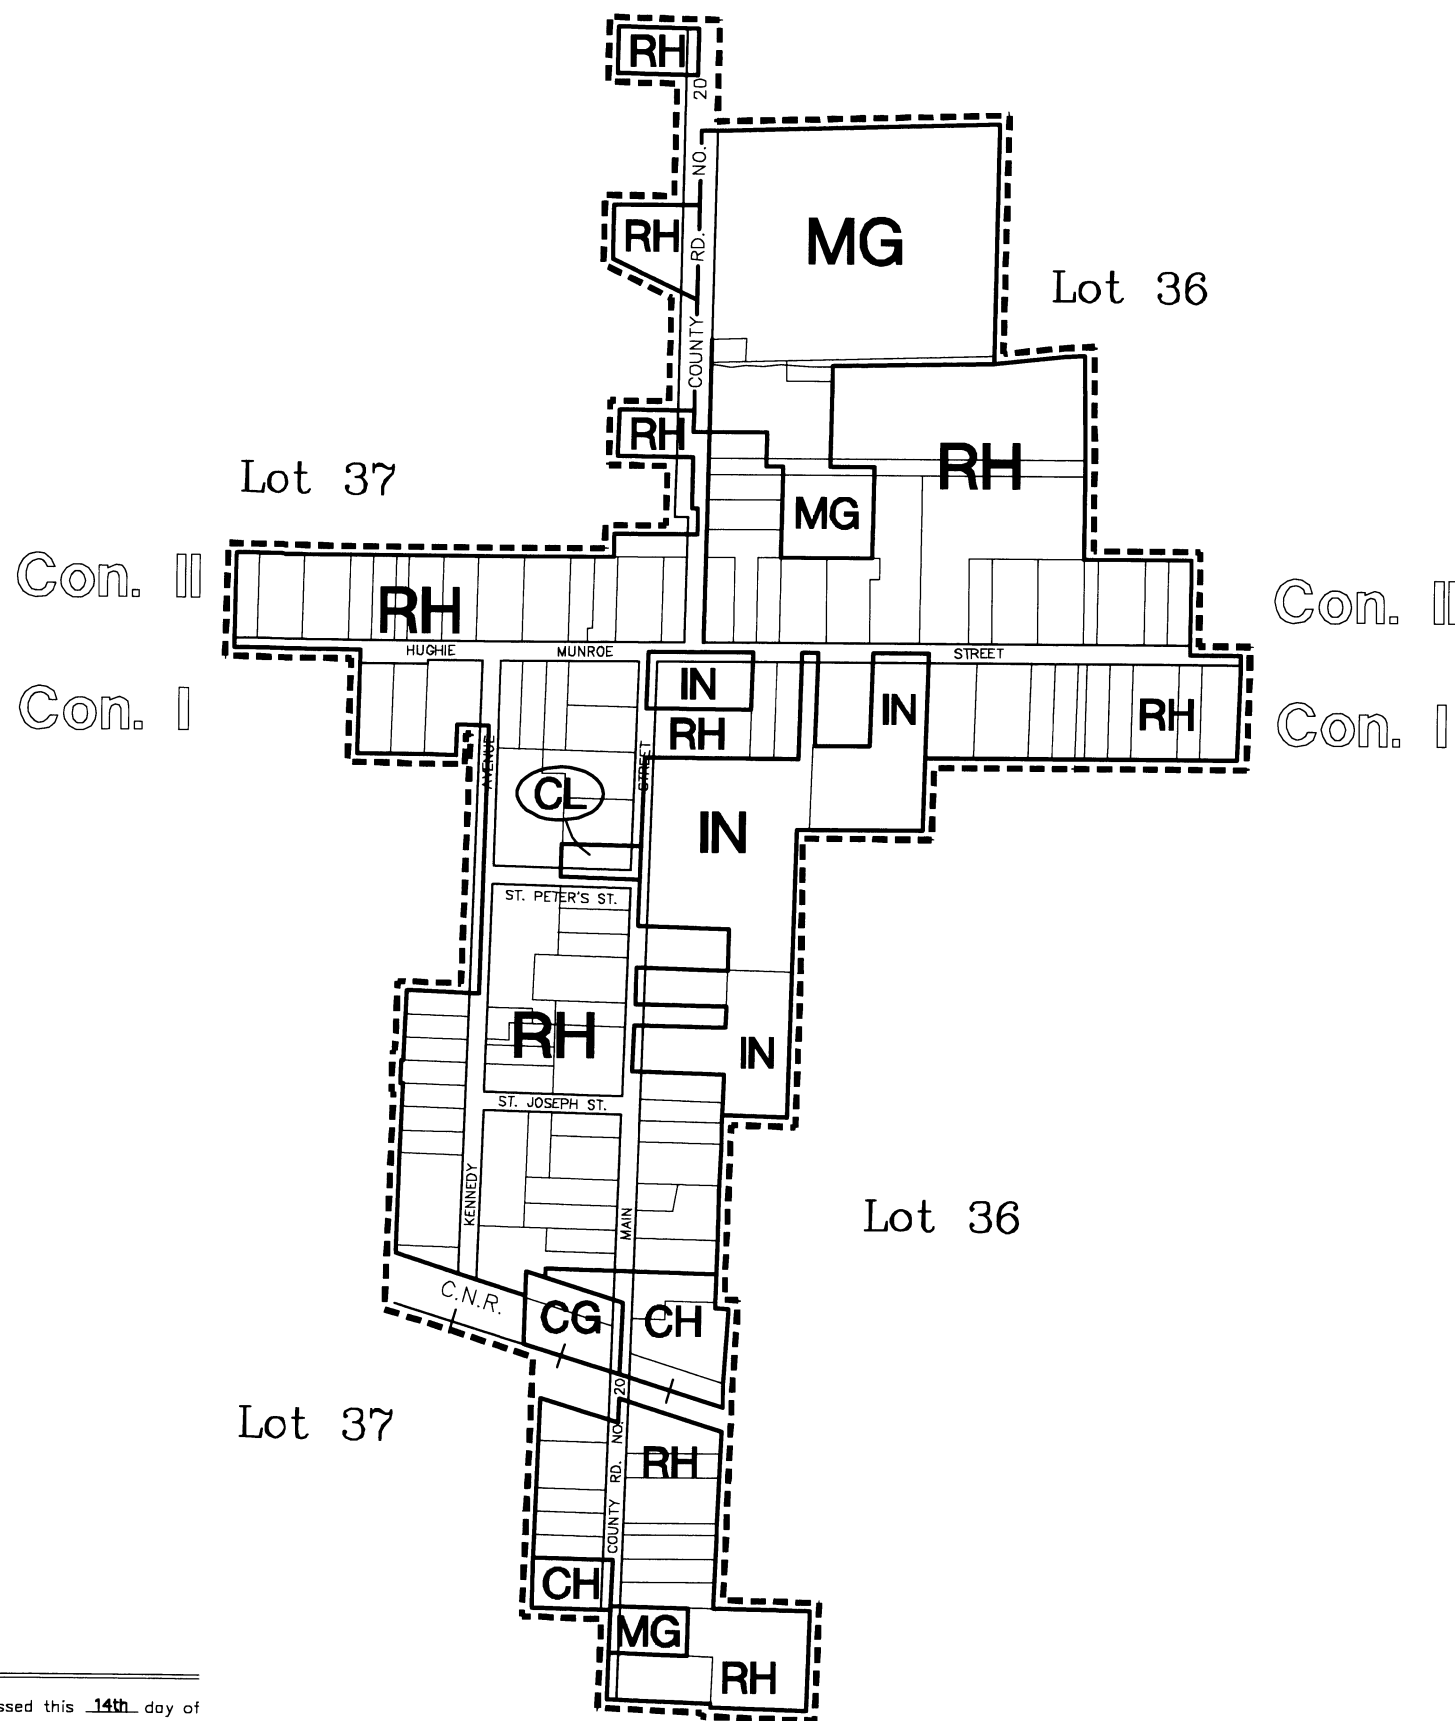 RH
20
NO.
RD.
COUNTY
RH
MG
Lot 36
RH
RH
Lot 37
MG
Con. II
RH
Con. II
HUGHIE MUNROE STREET
IN
IN
RH
Con. I
RH
Con. I
AVENUE
STREET
CL
IN
ST. PETER'S ST.
RH
IN
ST. JOSEPH ST.
KENNEDY
MAIN
Lot 36
C.N.R.
CG
CH
20
NO.
RD.
COUNTY
Lot 37
RH
CH
MG
RH
ssed this 14th day of